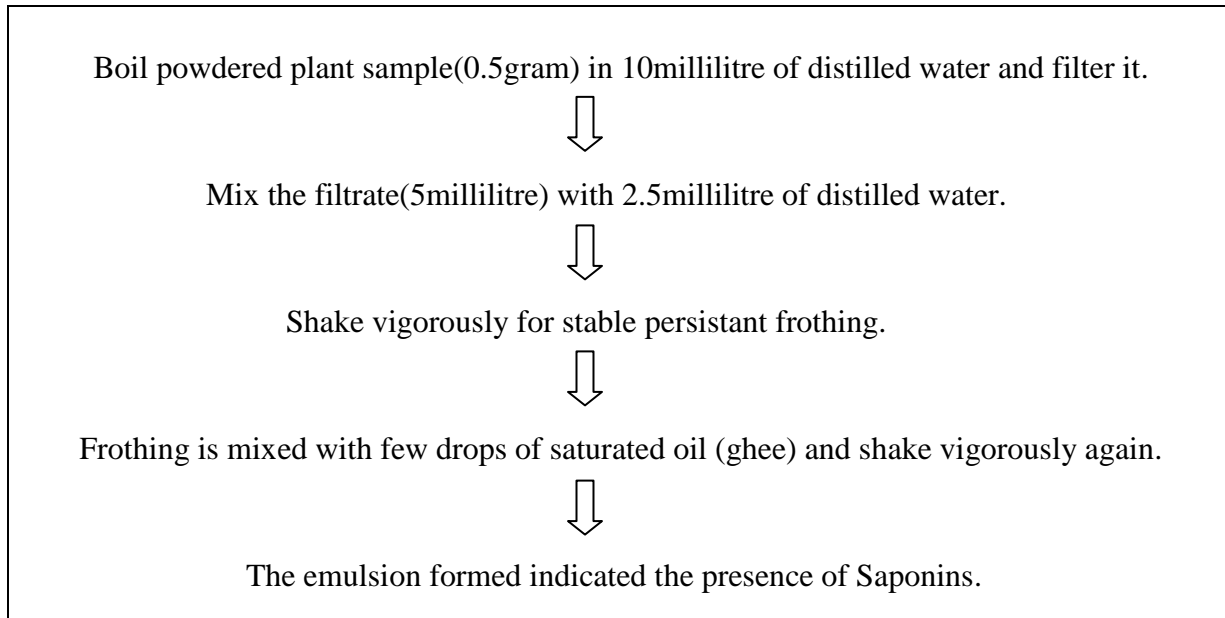 Boil powdered plant sample(0.5gram) in 10millilitre of distilled water and filter it.
Mix the filtrate(5millilitre) with 2.5millilitre of distilled water.
Shake vigorously for stable persistant frothing.
Frothing is mixed with few drops of saturated oil (ghee) and shake vigorously again.
The emulsion formed indicated the presence of Saponins.